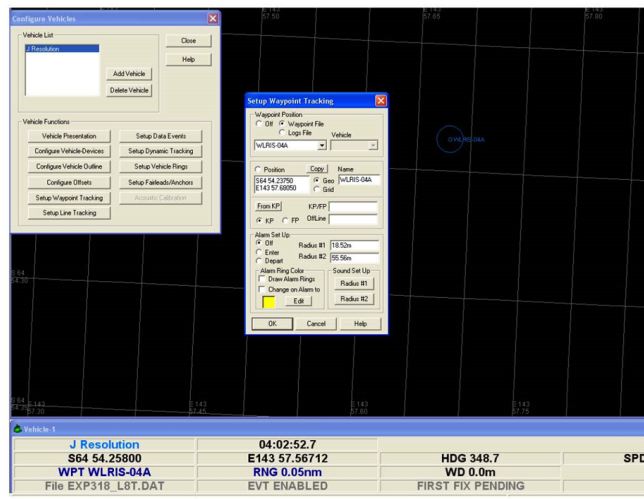 Configure Vehicles
Vehicle List
J Resolution
Close
Help
Add Vehicle
Delete Vehicle
Vehicle Functions
Vehicle Presentation
Setup Data Events
Configure Vehicle-Devices
Setup Dynamic Tracking
Configure Vehicle Outline
Setup Vehicle Rings
Configure Offsets
Setup Fairleads/Anchors
Setup Waypoint Tracking
Acoustic Calibration
Setup Line Tracking
E 143
57.50
E 143
57.65
E 143
57.80
Setup Waypoint Tracking
Waypoint Position
Off
Waypoint File
Logs File
Vehicle
WLRIS-04A
Position
Copy
Name
S64 54.23750
E143 57.68050
Geo
Grid
WLRIS-04A
From KP
KP/FP
KP
FP
OffLine
Alarm Set Up
Off
Enter
Depart
Radius #1
18.52m
Radius #2
55.56m
Alarm Ring Color
Draw Alarm Rings
Change on Alarm to
Edit
Sound Set Up
Radius #1
Radius #2
OK
Cancel
Help
WLRIS-04A
S 64
54.30
S 64
E 143
57.30
E 143
57.45
E 143
57.60
E 143
57.75
Vehicle-1
J Resolution
04:02:52.7
S64 54.25800
E143 57.56712
HDG 348.7
SPD
WPT WLRIS-04A
RNG 0.05nm
WD 0.0m
File EXP318_L8T.DAT
EVT ENABLED
FIRST FIX PENDING